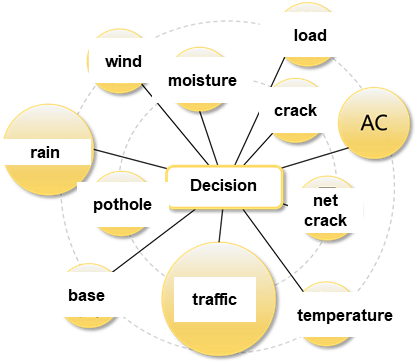 load
wind
moisture
crack
AC
rain
Decision
pothole
net
crack
base
traffic
temperature